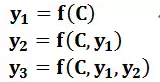 y₁ = f(C)
y₂ = f(C, y₁)
y₃ = f(C, y₁, y₂)